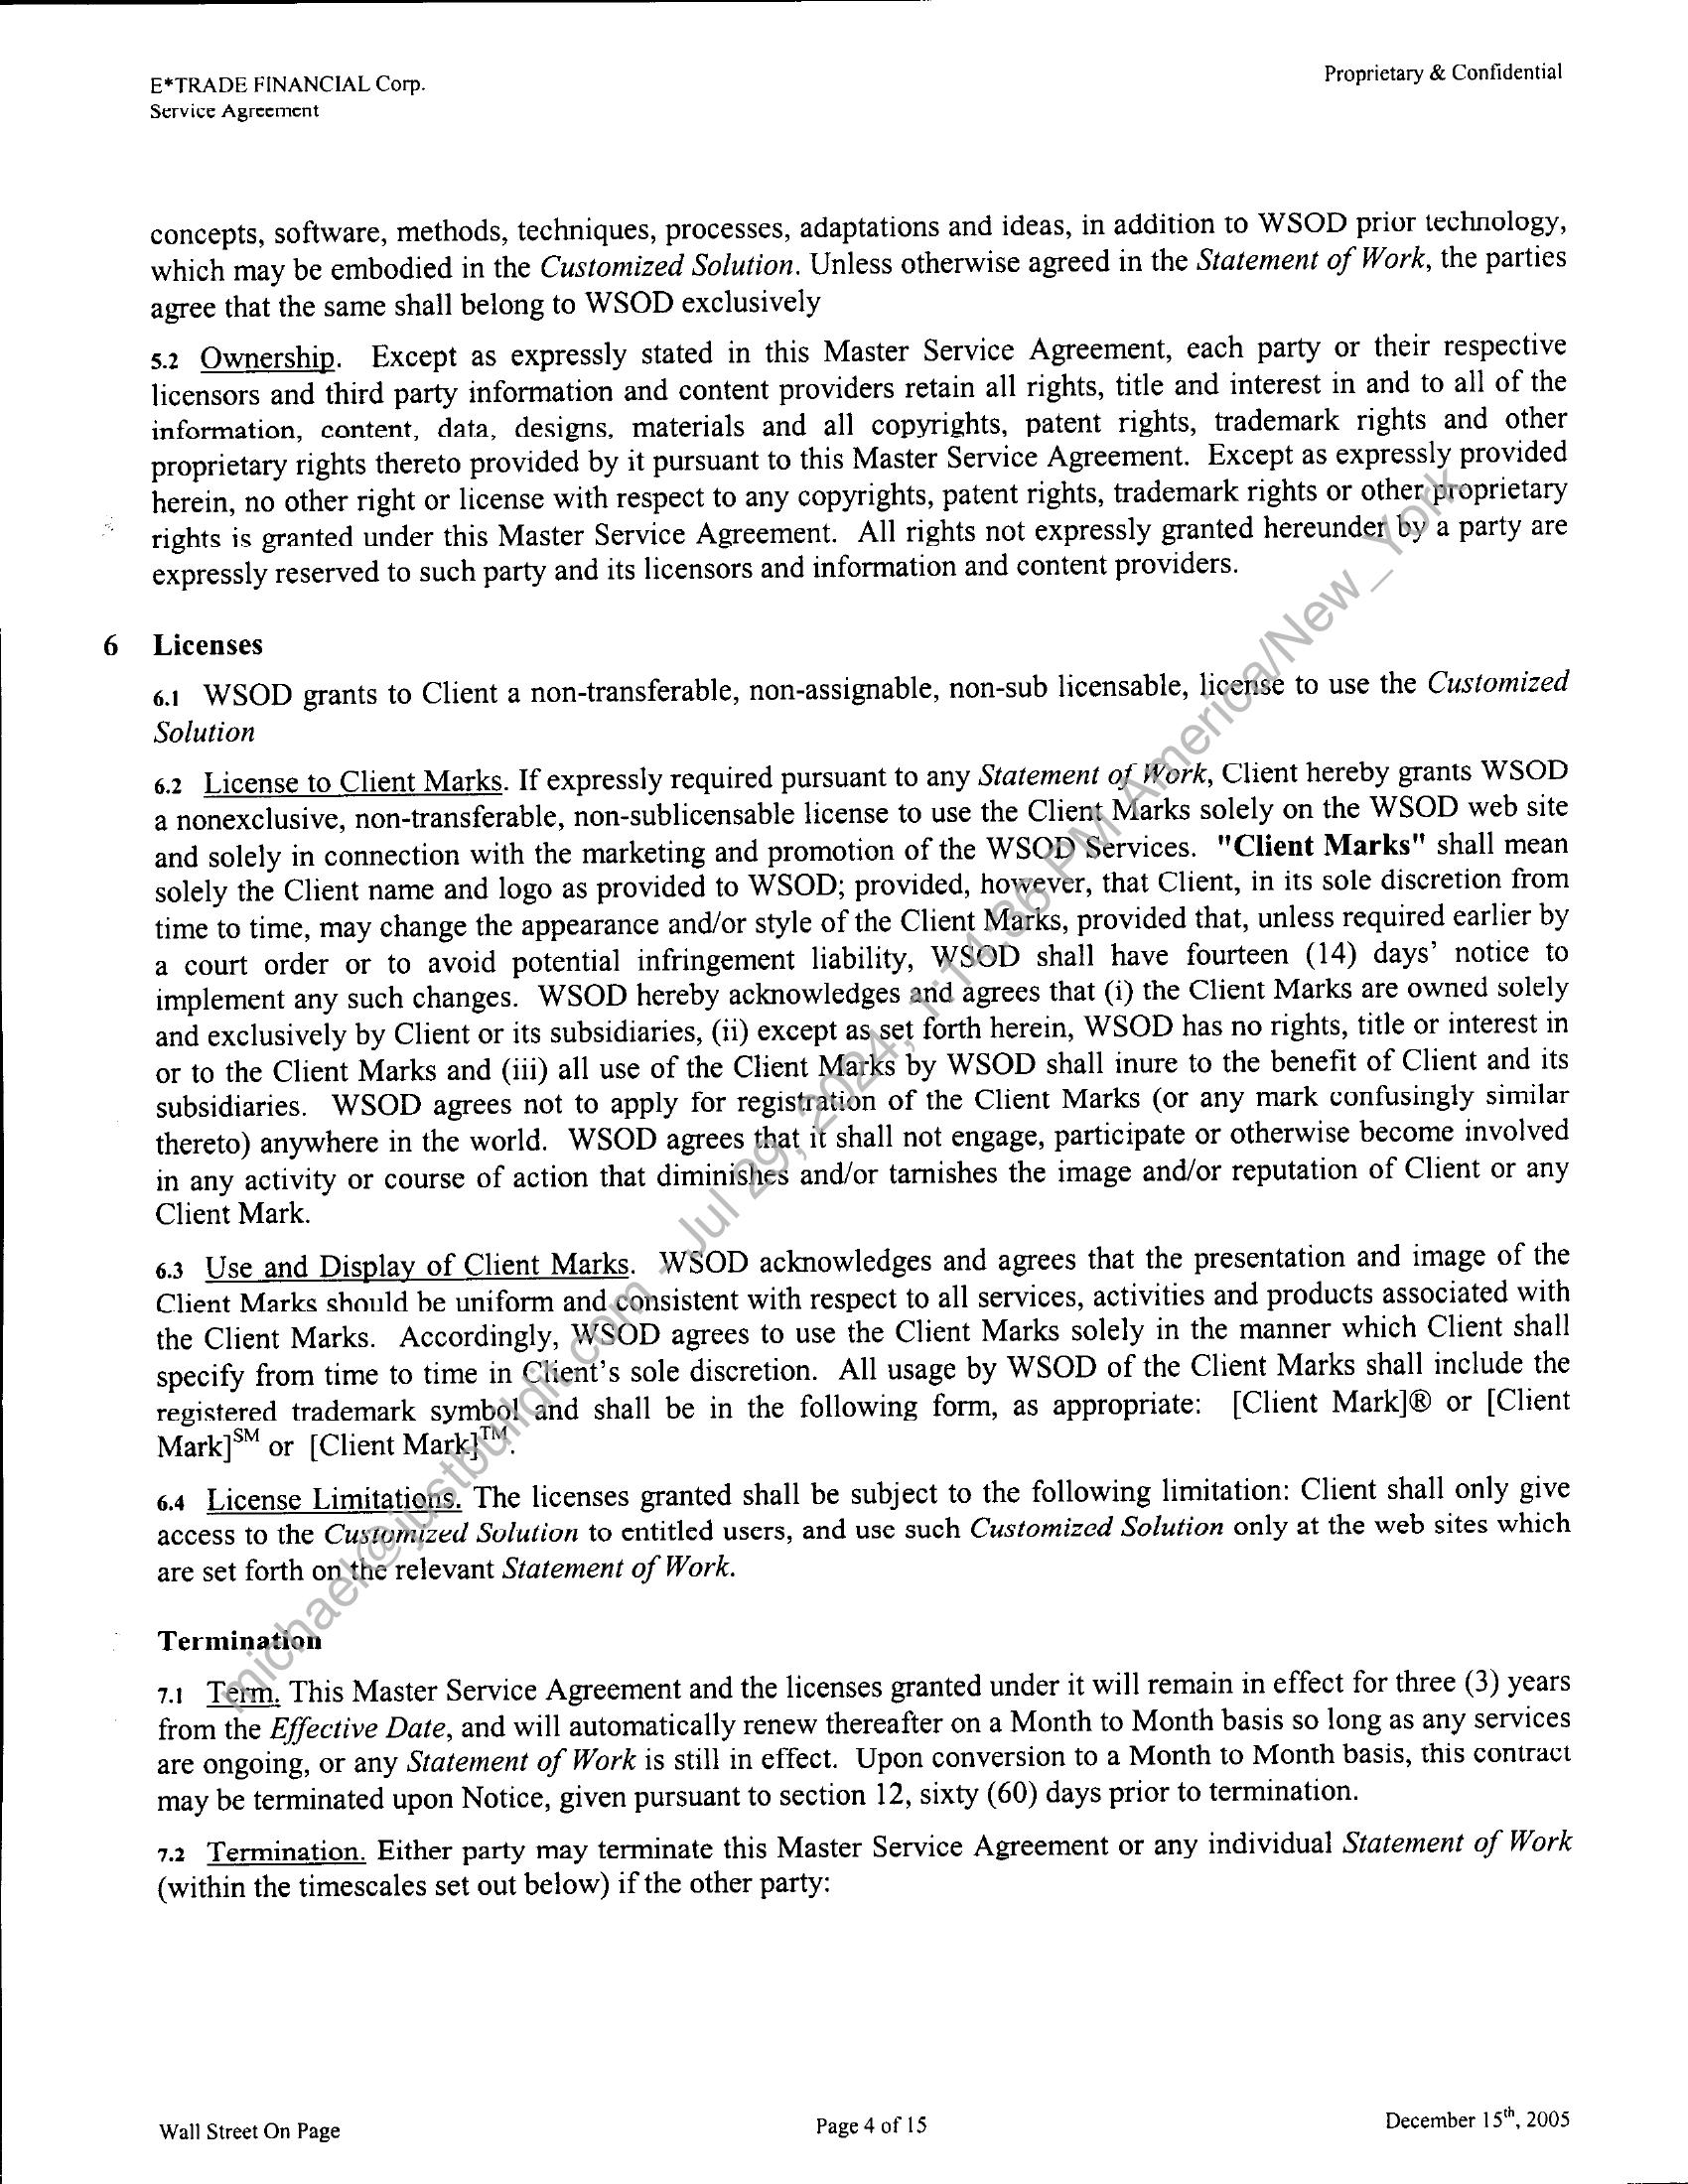 E*TRADE FINANCIAL Corp.
Service Agreement
Proprietary & Confidential
concepts, software, methods, techniques, processes, adaptations and ideas, in addition to WSOD prior technology,
which may be embodied in the Customized Solution. Unless otherwise agreed in the Statement of Work, the parties
agree that the same shall belong to WSOD exclusively
5.2 Ownership. Except as expressly stated in this Master Service Agreement, each party or their respective
licensors and third party information and content providers retain all rights, title and interest in and to all of the
information, content, data, designs, materials and all copyrights, patent rights, trademark rights and other
proprietary rights thereto provided by it pursuant to this Master Service Agreement. Except as expressly provided
herein, no other right or license with respect to any copyrights, patent rights, trademark rights or other proprietary
rights is granted under this Master Service Agreement. All rights not expressly granted hereunder by a party are
expressly reserved to such party and its licensors and information and content providers.
6 Licenses
6.1 WSOD grants to Client a non-transferable, non-assignable, non-sub licensable, license to use the Customized
Solution
6.2 License to Client Marks. If expressly required pursuant to any Statement of Work, Client hereby grants WSOD
a nonexclusive, non-transferable, non-sublicensable license to use the Client Marks solely on the WSOD web site
and solely in connection with the marketing and promotion of the WSOD Services. "Client Marks" shall mean
solely the Client name and logo as provided to WSOD; provided, however, that Client, in its sole discretion from
time to time, may change the appearance and/or style of the Client Marks, provided that, unless required earlier by
a court order or to avoid potential infringement liability, WSOD shall have fourteen (14) days’ notice to
implement any such changes. WSOD hereby acknowledges and agrees that (i) the Client Marks are owned solely
and exclusively by Client or its subsidiaries, (ii) except as set forth herein, WSOD has no rights, title or interest in
or to the Client Marks and (iii) all use of the Client Marks by WSOD shall inure to the benefit of Client and its
subsidiaries. WSOD agrees not to apply for registration of the Client Marks (or any mark confusingly similar
thereto) anywhere in the world. WSOD agrees that it shall not engage, participate or otherwise become involved
in any activity or course of action that diminishes and/or tarnishes the image and/or reputation of Client or any
Client Mark.
6.3 Use and Display of Client Marks. WSOD acknowledges and agrees that the presentation and image of the
Client Marks should be uniform and consistent with respect to all services, activities and products associated with
the Client Marks. Accordingly, WSOD agrees to use the Client Marks solely in the manner which Client shall
specify from time to time in Client’s sole discretion. All usage by WSOD of the Client Marks shall include the
registered trademark symbol and shall be in the following form, as appropriate: [Client Mark]® or [Client
Mark]SM or [Client Mark]TM.
6.4 License Limitations. The licenses granted shall be subject to the following limitation: Client shall only give
access to the Customized Solution to entitled users, and use such Customized Solution only at the web sites which
are set forth on the relevant Statement of Work.
Termination
7.1 Term. This Master Service Agreement and the licenses granted under it will remain in effect for three (3) years
from the Effective Date, and will automatically renew thereafter on a Month to Month basis so long as any services
are ongoing, or any Statement of Work is still in effect. Upon conversion to a Month to Month basis, this contract
may be terminated upon Notice, given pursuant to section 12, sixty (60) days prior to termination.
7.2 Termination. Either party may terminate this Master Service Agreement or any individual Statement of Work
(within the timescales set out below) if the other party:
Wall Street On Page
Page 4 of 15
December 15th, 2005
michael@justbuildit.com - Jul 29, 2024, 1:14:36 PM America/New_York